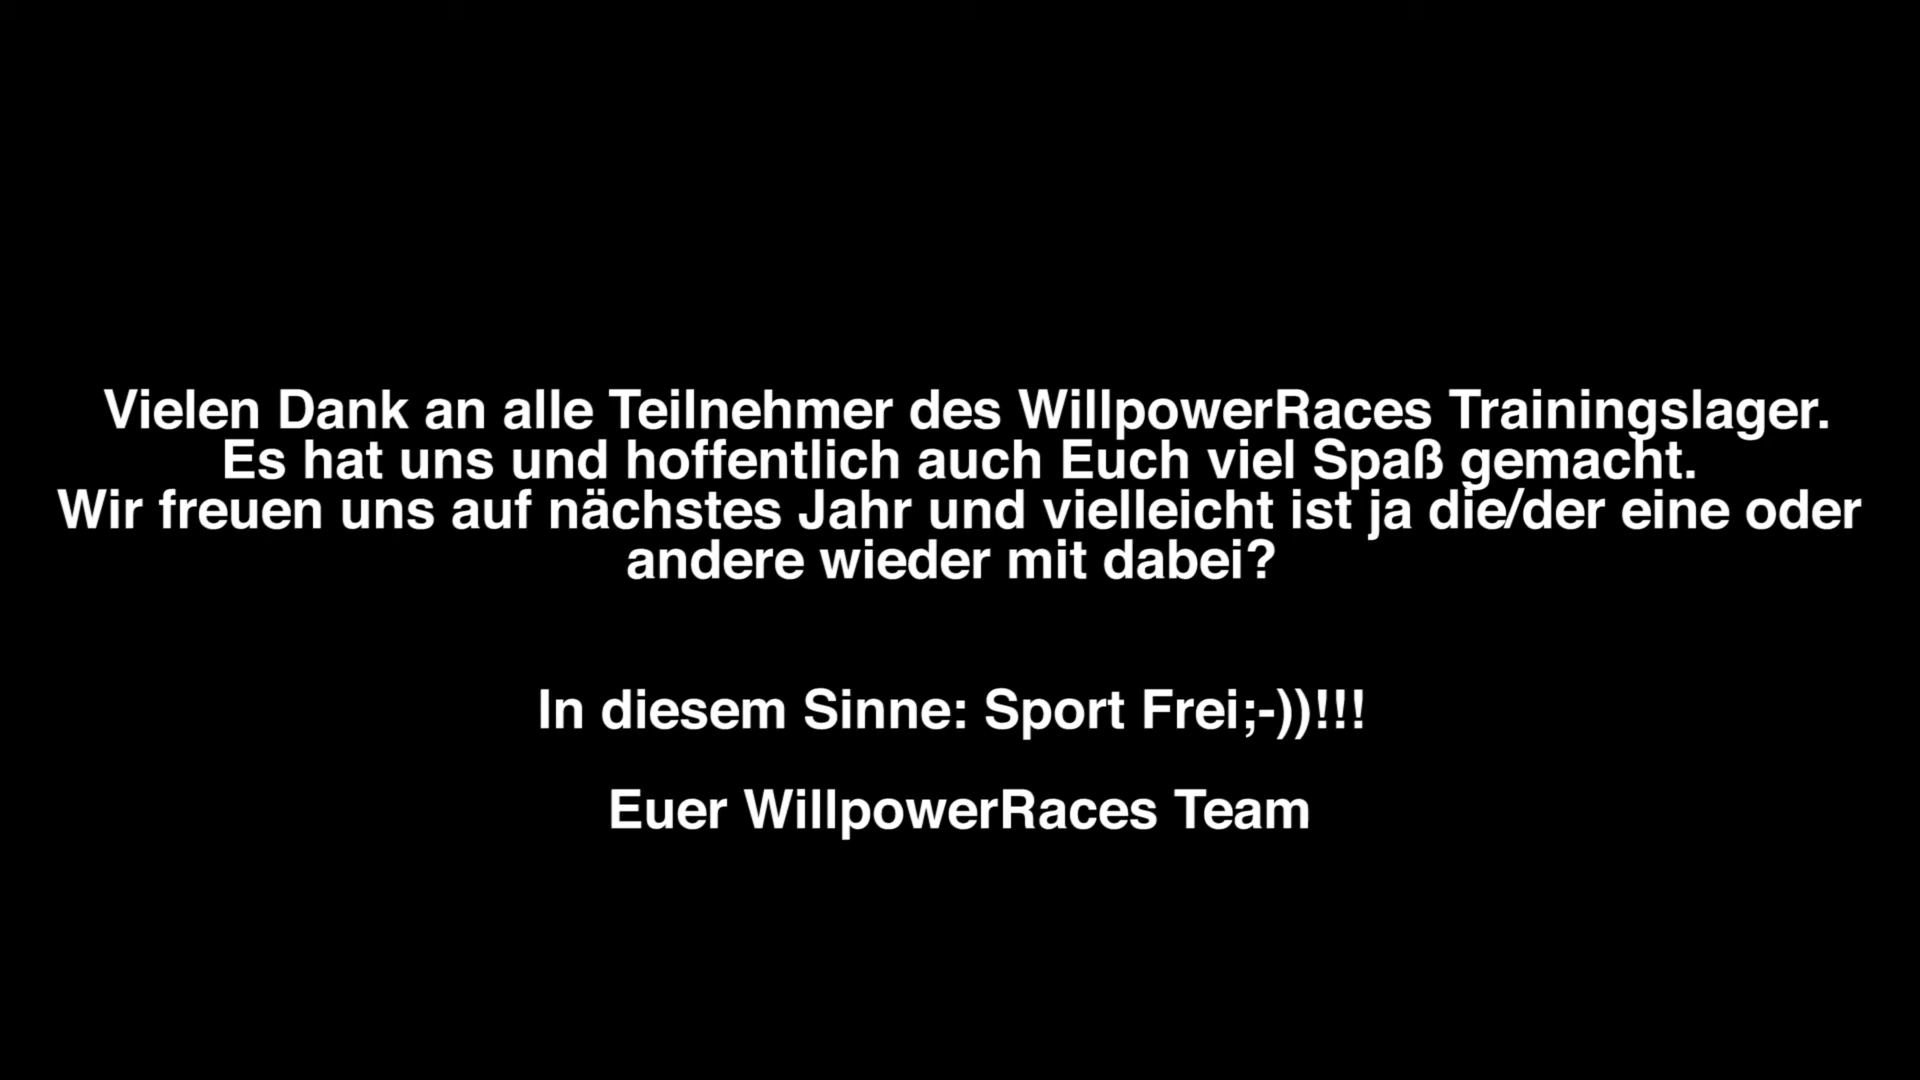 Vielen Dank an alle Teilnehmer des WillpowerRaces Trainingslager.
Es hat uns und hoffentlich auch Euch viel Spaß gemacht.
Wir freuen uns auf nächstes Jahr und vielleicht ist ja die/der eine oder
andere wieder mit dabei?
In diesem Sinne: Sport Frei;-))!!!
Euer WillpowerRaces Team